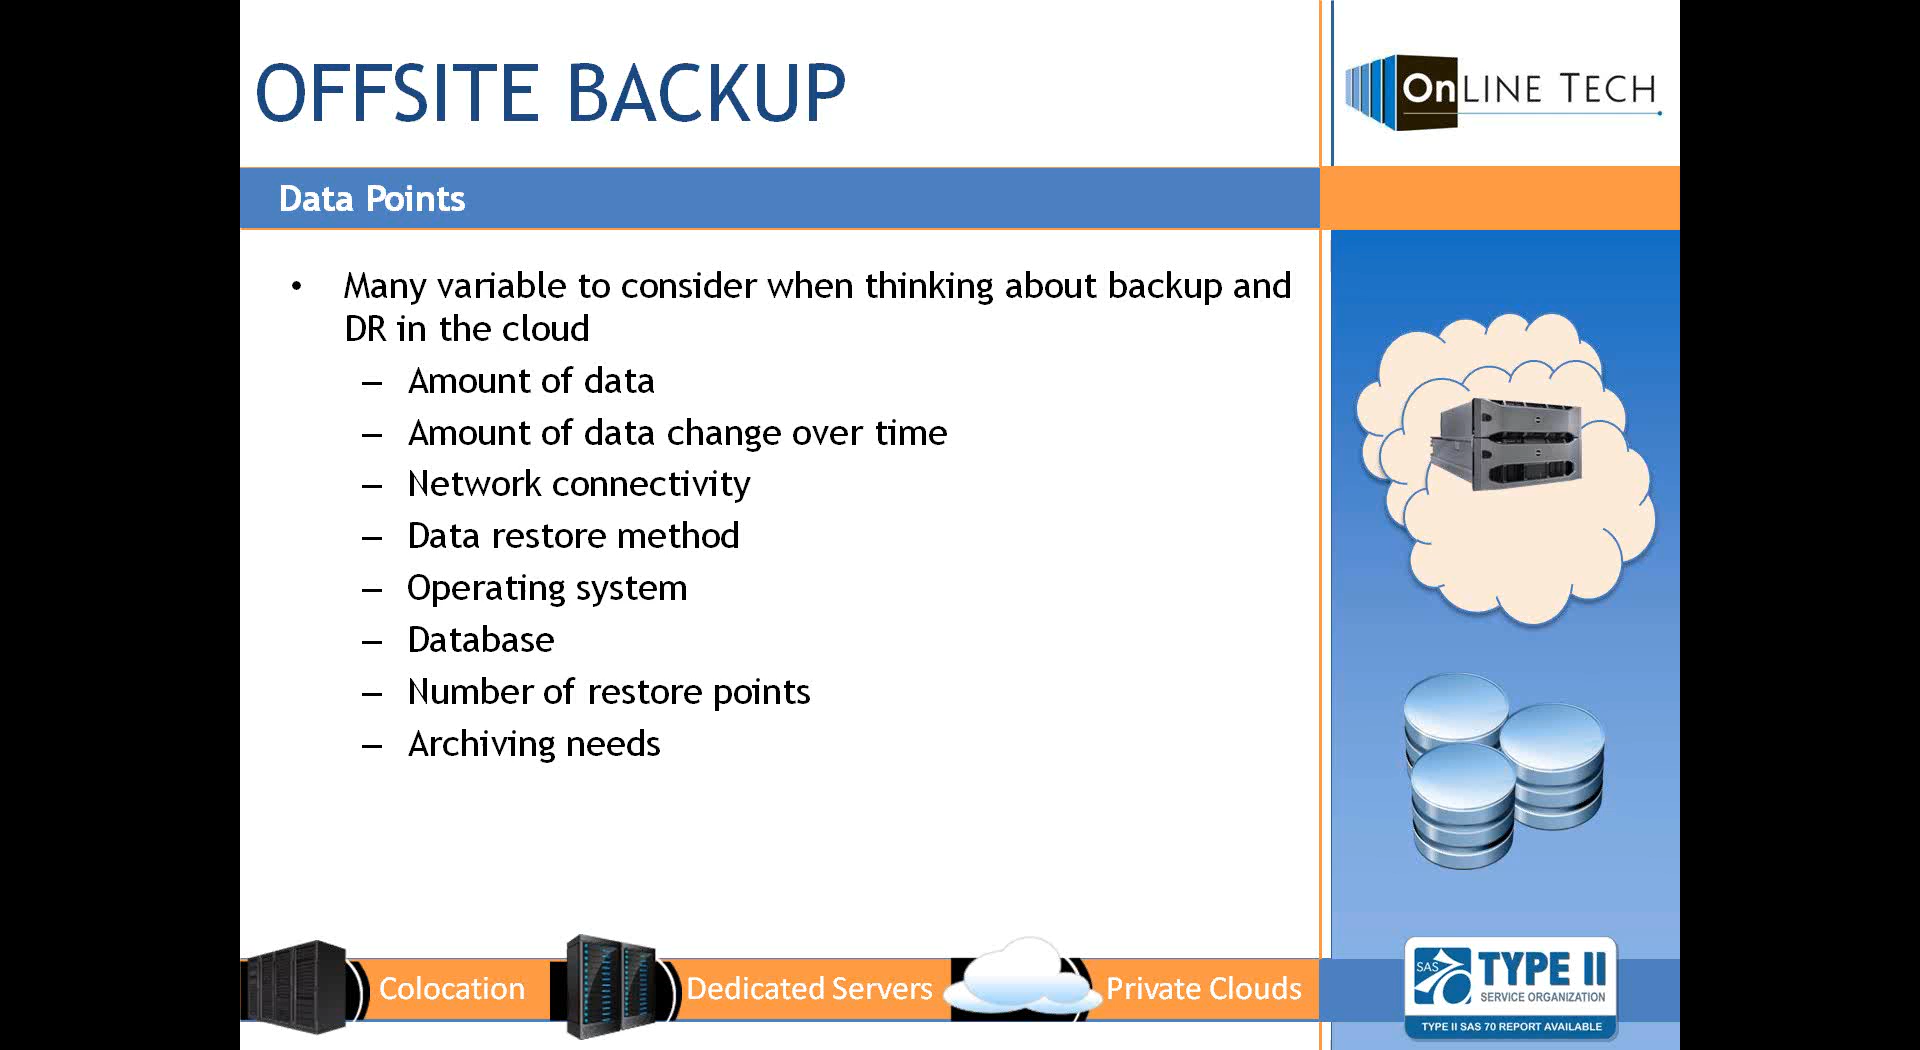 OFFSITE BACKUP
OnLINE TECH
Data Points
• Many variable to consider when thinking about backup and
DR in the cloud
– Amount of data
– Amount of data change over time
– Network connectivity
– Data restore method
– Operating system
– Database
– Number of restore points
– Archiving needs
Colocation
Dedicated Servers
Private Clouds
SAS 70
TYPE II
SERVICE ORGANIZATION
TYPE II SAS 70 REPORT AVAILABLE